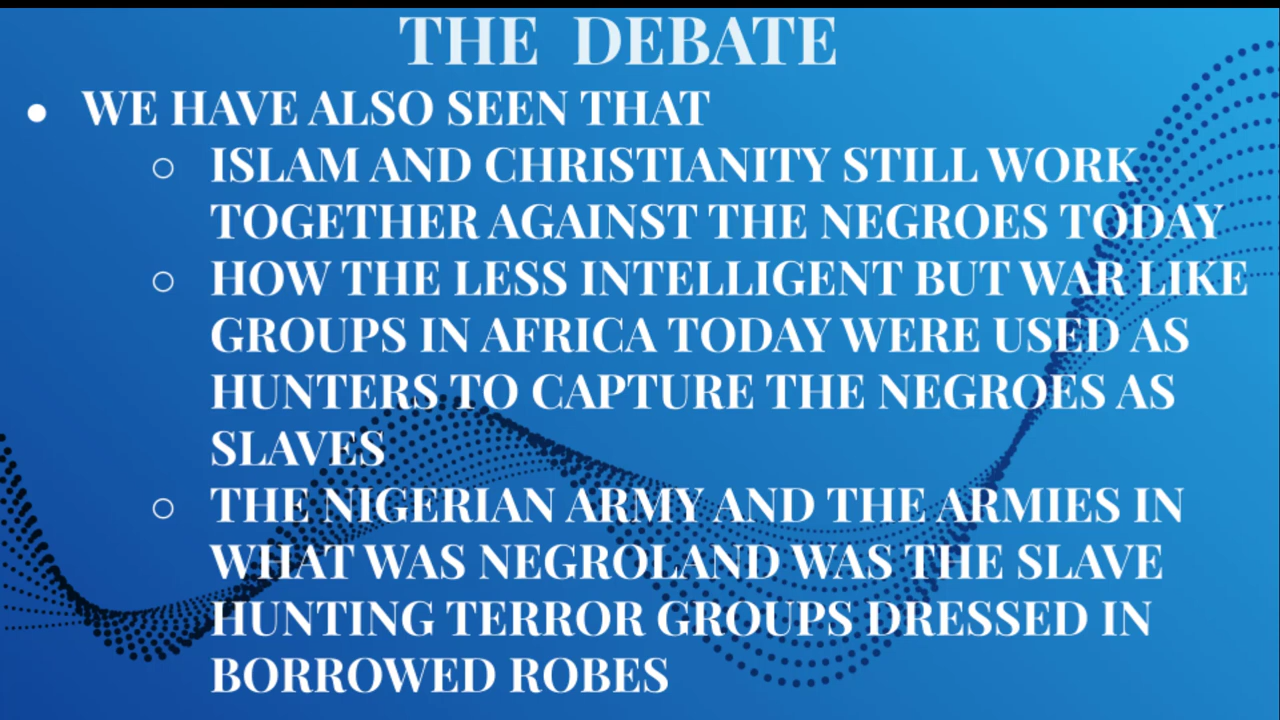 THE DEBATE
● WE HAVE ALSO SEEN THAT
○ ISLAM AND CHRISTIANITY STILL WORK
TOGETHER AGAINST THE NEGROES TODAY
○ HOW THE LESS INTELLIGENT BUT WAR LIKE
GROUPS IN AFRICA TODAY WERE USED AS
HUNTERS TO CAPTURE THE NEGROES AS
SLAVES
○ THE NIGERIAN ARMY AND THE ARMIES IN
WHAT WAS NEGROLAND WAS THE SLAVE
HUNTING TERROR GROUPS DRESSED IN
BORROWED ROBES